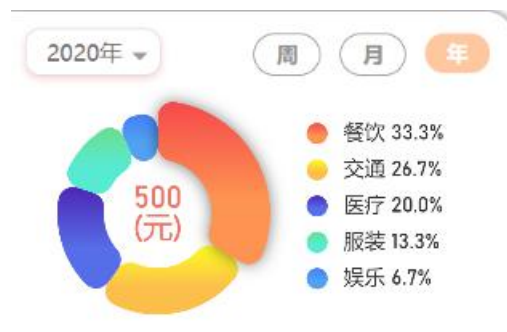 2020年
周 月 年
500
(元)
餐饮 33.3%
交通 26.7%
医疗 20.0%
服装 13.3%
娱乐 6.7%